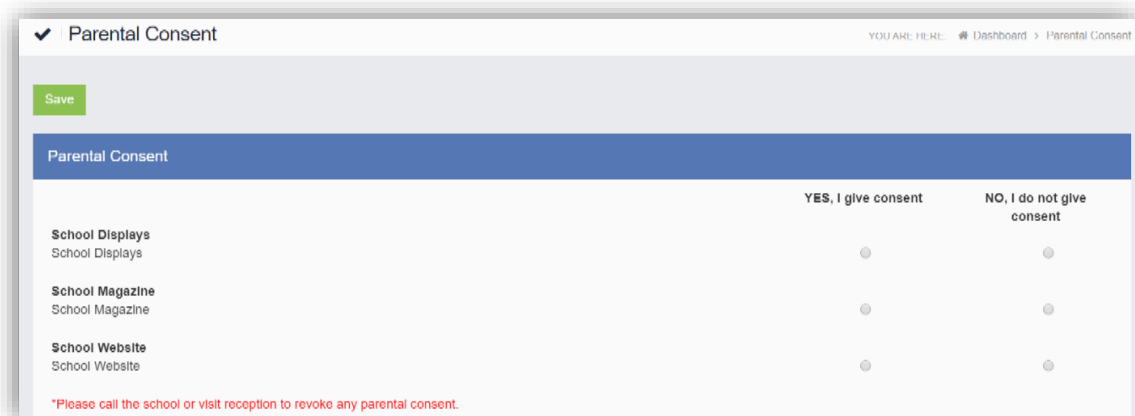 Parental Consent
YOU ARE HERE: Dashboard > Parental Consent
Save
Parental Consent
YES, I give consent
NO, I do not give
consent
School Displays
School Displays
School Magazine
School Magazine
School Website
School Website
*Please call the school or visit reception to revoke any parental consent.